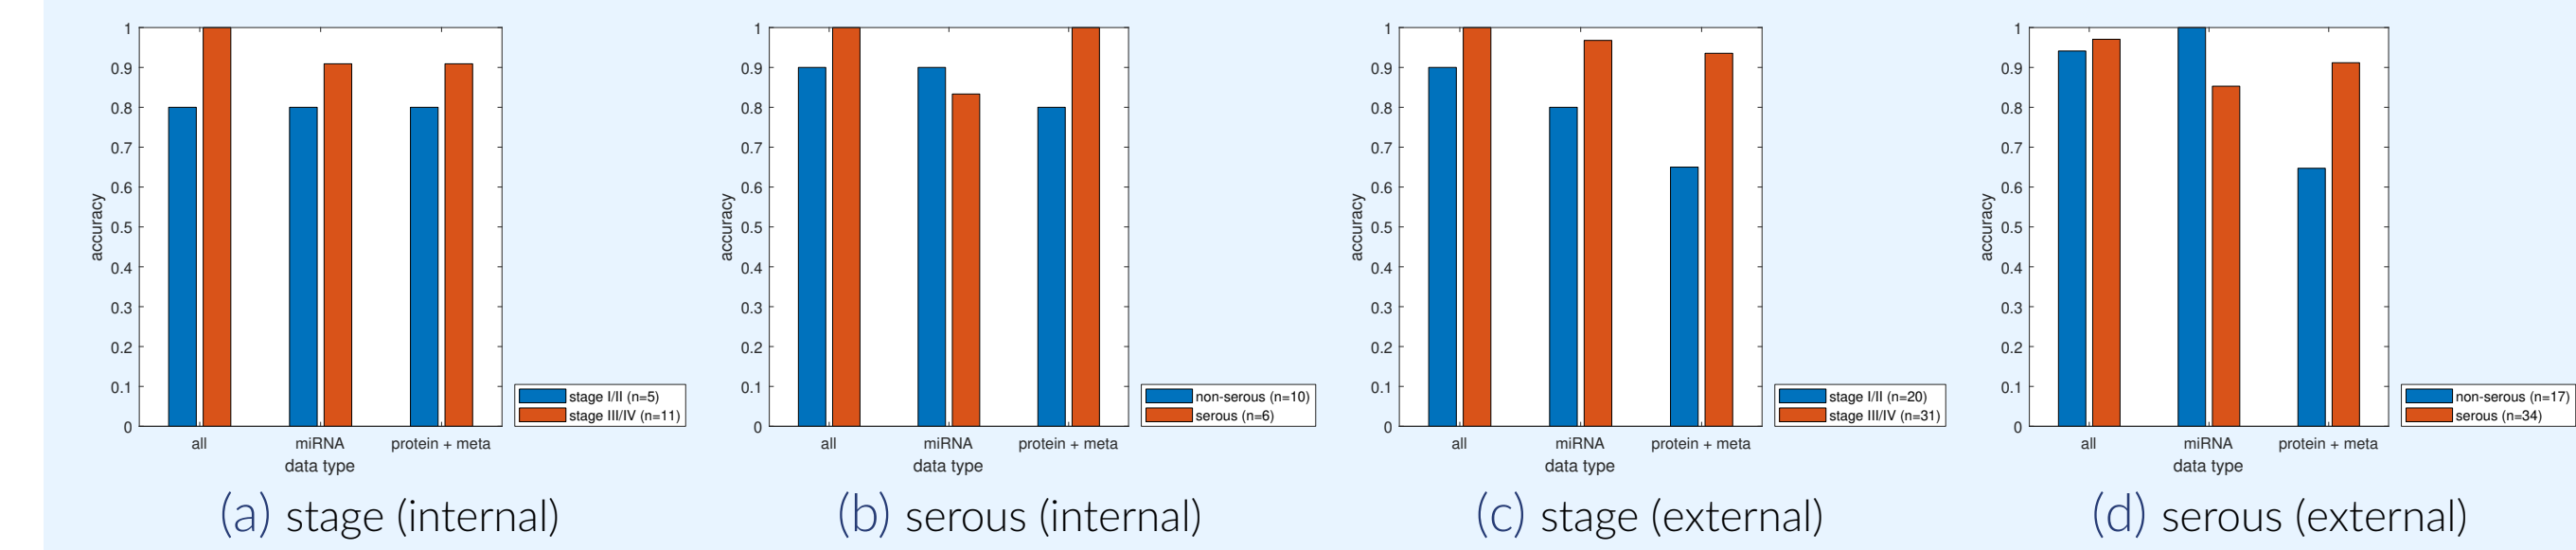 1
0.9
0.8
0.7
0.6
0.5
0.4
0.3
0.2
0.1
0
accuracy
all miRNA protein + meta
data type
stage I/II (n=5)
stage III/IV (n=11)
(a) stage (internal)
1
0.9
0.8
0.7
0.6
0.5
0.4
0.3
0.2
0.1
0
accuracy
all miRNA protein + meta
data type
non-serous (n=10)
serous (n=6)
(b) serous (internal)
1
0.9
0.8
0.7
0.6
0.5
0.4
0.3
0.2
0.1
0
accuracy
all miRNA protein + meta
data type
stage I/II (n=20)
stage III/IV (n=31)
(c) stage (external)
1
0.9
0.8
0.7
0.6
0.5
0.4
0.3
0.2
0.1
0
accuracy
all miRNA protein + meta
data type
non-serous (n=17)
serous (n=34)
(d) serous (external)